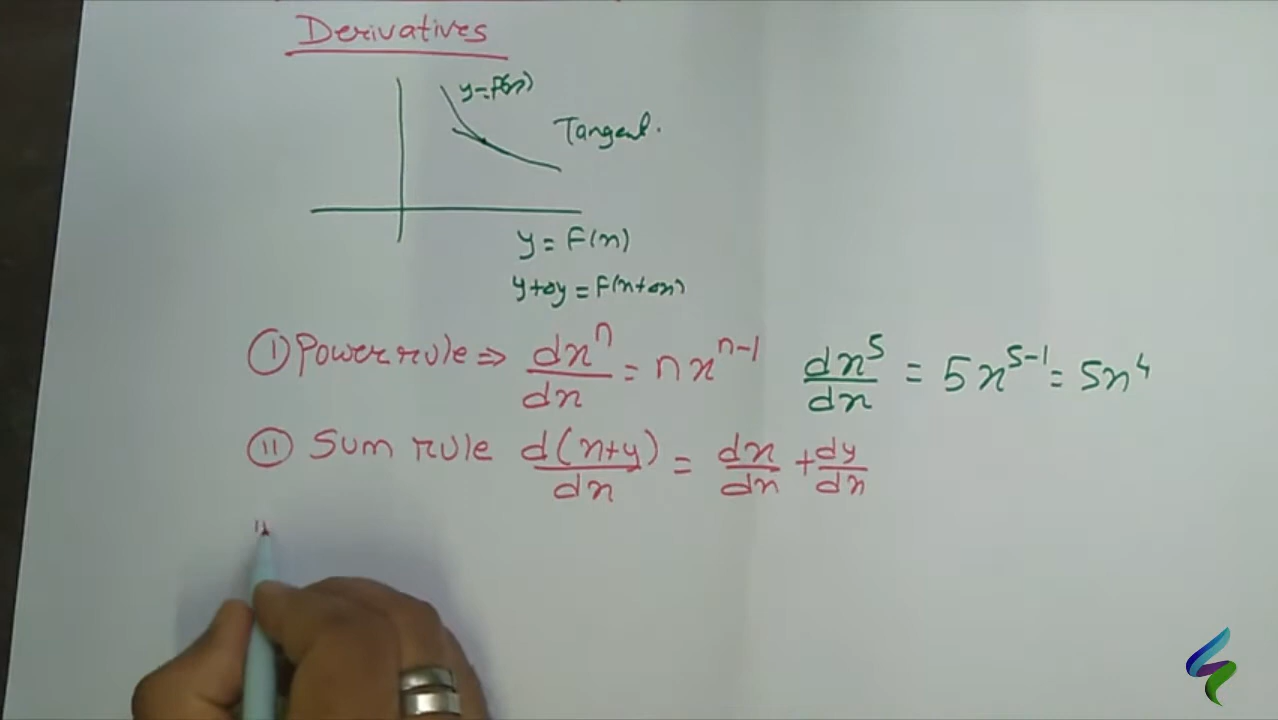 Derivatives
y=F(x)
Tangent.
y = F(x)
y+Δy = F(x+Δx)
① Power rule ⇒ dxⁿ/dx = nxⁿ⁻¹ dx⁵/dx = 5x⁵⁻¹ = 5x⁴
⑪ Sum rule d(x+y)/dx = dx/dx + dy/dx